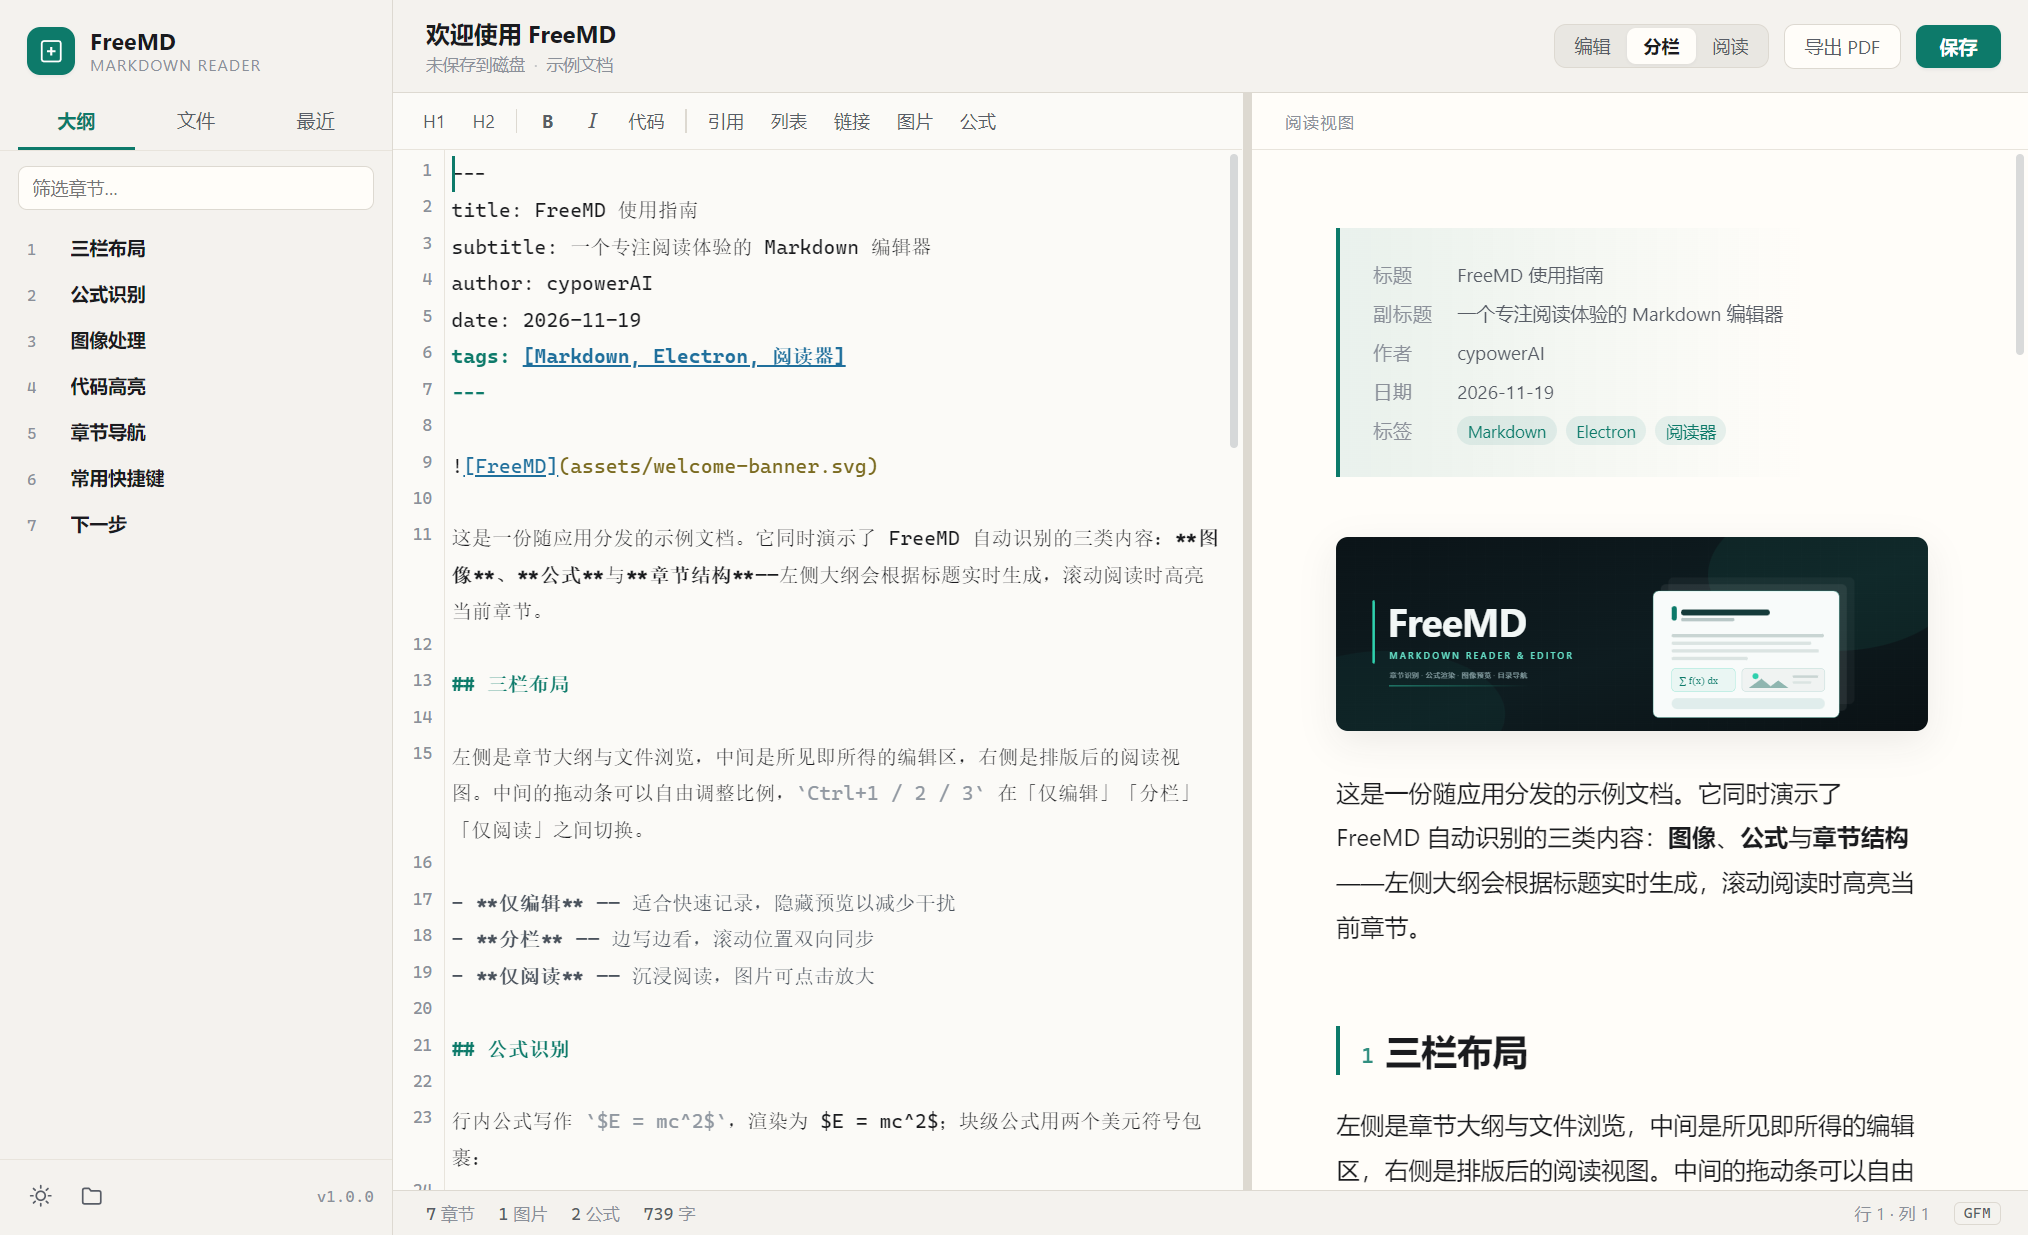 FreeMD
MARKDOWN READER
大纲
文件
最近
筛选章节...
1 三栏布局
2 公式识别
3 图像处理
4 代码高亮
5 章节导航
6 常用快捷键
7 下一步
v1.0.0
欢迎使用 FreeMD
未保存到磁盘 · 示例文档
编辑
分栏
阅读
导出 PDF
保存
H1 H2 B I 代码 引用 列表 链接 图片 公式
1 ---
2 title: FreeMD 使用指南
3 subtitle: 一个专注阅读体验的 Markdown 编辑器
4 author: cypowerAI
5 date: 2026-11-19
6 tags: [Markdown, Electron, 阅读器]
7 ---
8
9 ![FreeMD](assets/welcome-banner.svg)
10
11 这是一份随应用分发的示例文档。它同时演示了 FreeMD 自动识别的三类内容：**图
像**、**公式**与**章节结构**——左侧大纲会根据标题实时生成，滚动阅读时高亮
当前章节。
12
13 ## 三栏布局
14
15 左侧是章节大纲与文件浏览，中间是所见即所得的编辑区，右侧是排版后的阅读视
图。中间的拖动条可以自由调整比例，`Ctrl+1 / 2 / 3` 在「仅编辑」「分栏」
「仅阅读」之间切换。
16
17 - **仅编辑** —— 适合快速记录，隐藏预览以减少干扰
18 - **分栏** —— 边写边看，滚动位置双向同步
19 - **仅阅读** —— 沉浸阅读，图片可点击放大
20
21 ## 公式识别
22
23 行内公式写作 `$E = mc^2$`，渲染为 $E = mc^2$；块级公式用两个美元符号包
裹：
24
阅读视图
标题 FreeMD 使用指南
副标题 一个专注阅读体验的 Markdown 编辑器
作者 cypowerAI
日期 2026-11-19
标签 Markdown Electron 阅读器
FreeMD
MARKDOWN READER & EDITOR
章节识别 · 公式渲染 · 图像预览 · 目录导航
∑ f(x) dx
这是一份随应用分发的示例文档。它同时演示了
FreeMD 自动识别的三类内容：图像、公式与章节结构
——左侧大纲会根据标题实时生成，滚动阅读时高亮当
前章节。
1 三栏布局
左侧是章节大纲与文件浏览，中间是所见即所得的编辑
区，右侧是排版后的阅读视图。中间的拖动条可以自由
7 章节 1 图片 2 公式 739 字
行 1 · 列 1
GFM